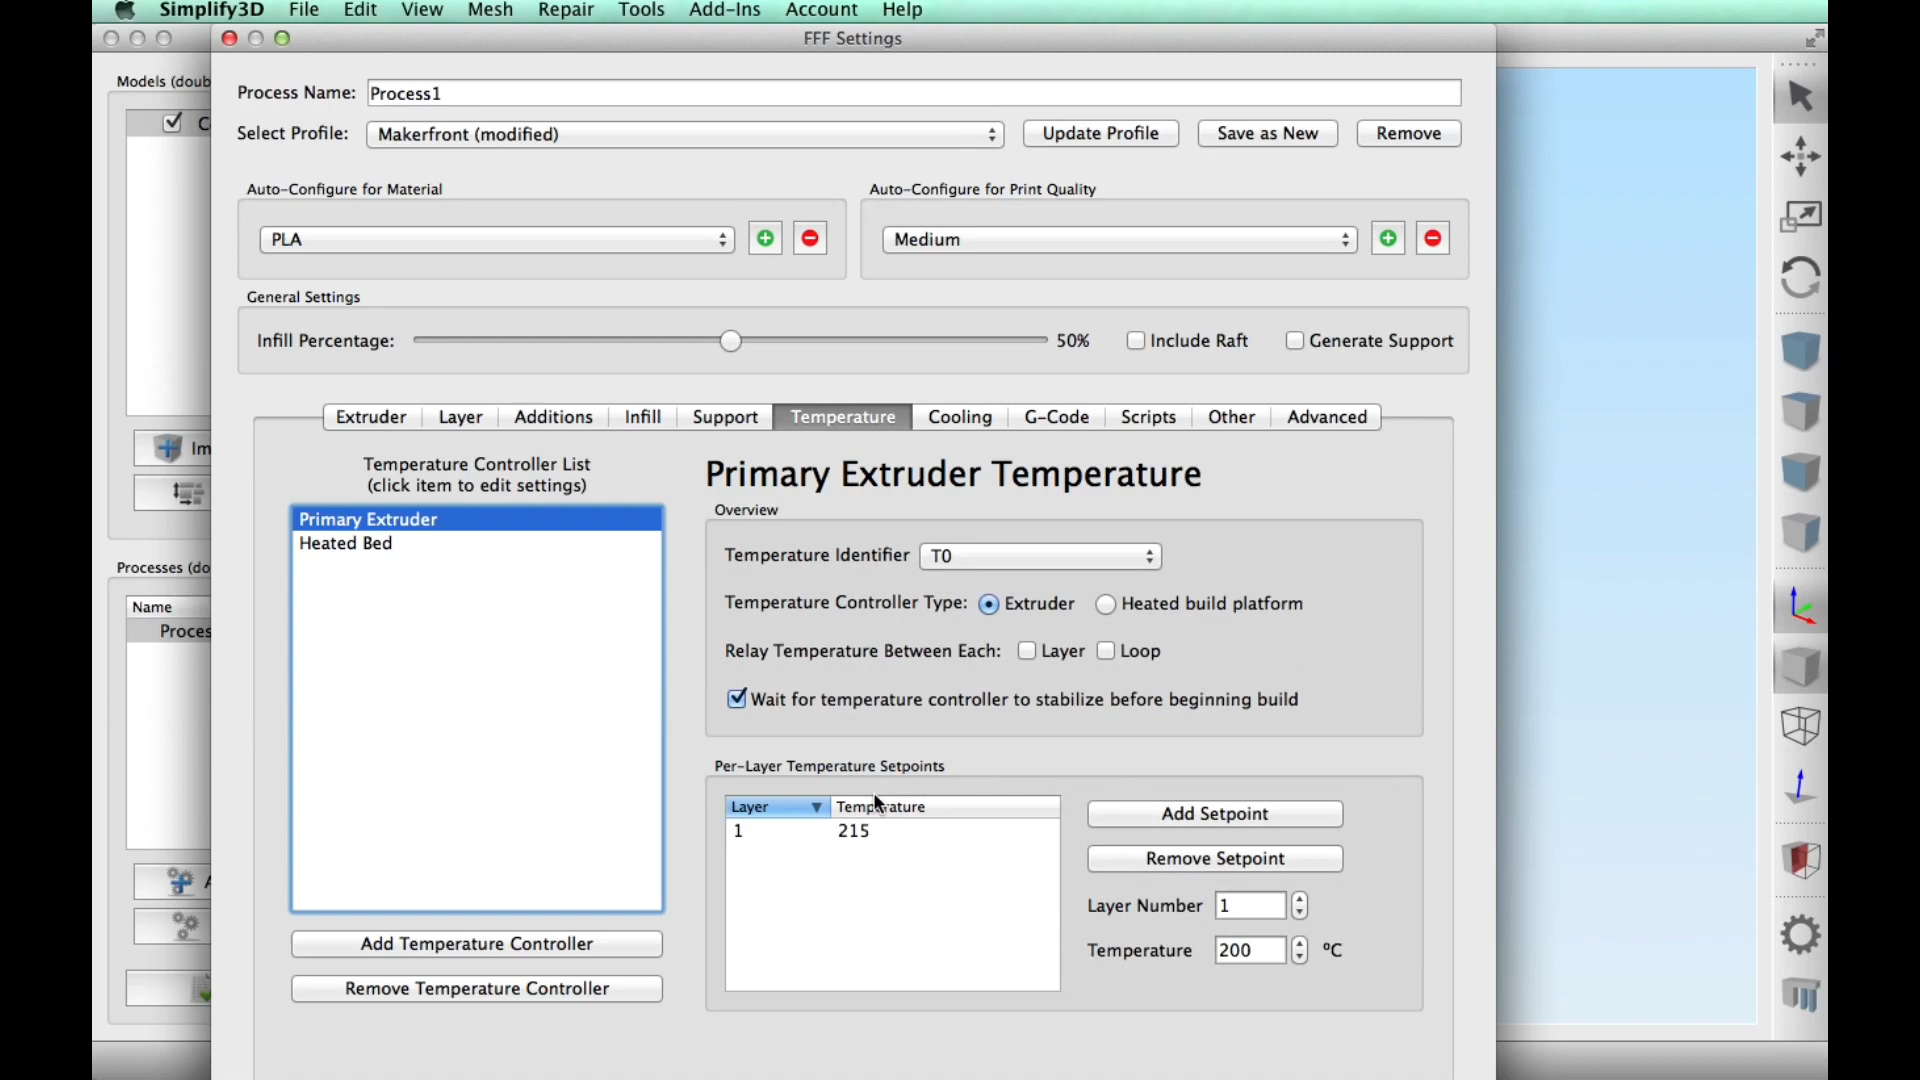 Simplify3D File Edit View Mesh Repair Tools Add-Ins Account Help
FFF Settings
Models (doub
C
Process Name: Process1
Select Profile: Makerfront (modified) Update Profile Save as New Remove
Auto-Configure for Material Auto-Configure for Print Quality
PLA Medium
General Settings
Infill Percentage: 50% Include Raft Generate Support
Extruder Layer Additions Infill Support Temperature Cooling G-Code Scripts Other Advanced
Im
Temperature Controller List
(click item to edit settings)
Primary Extruder
Heated Bed
Add Temperature Controller
Remove Temperature Controller
Primary Extruder Temperature
Overview
Temperature Identifier T0
Temperature Controller Type: Extruder Heated build platform
Relay Temperature Between Each: Layer Loop
Wait for temperature controller to stabilize before beginning build
Per-Layer Temperature Setpoints
Layer Temperature
1 215
Add Setpoint
Remove Setpoint
Layer Number 1
Temperature 200 °C
Processes (do
Name
Proces
A